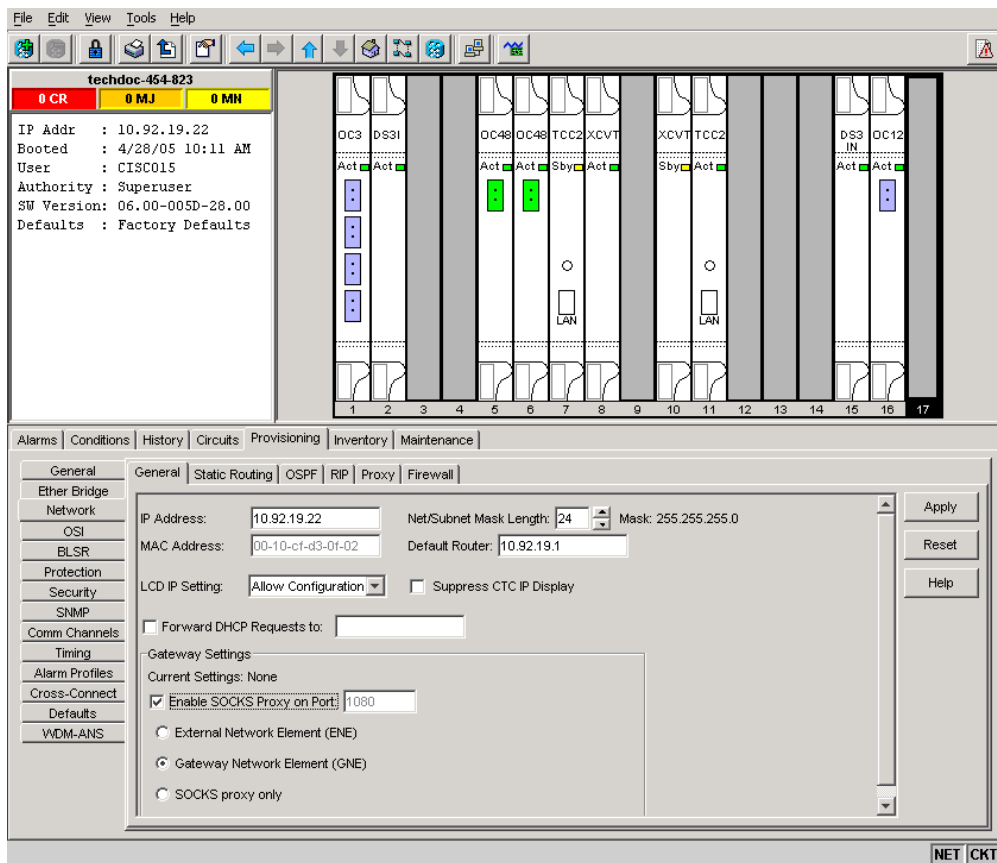 File Edit View Tools Help
techdoc-454-823
0 CR 0 MJ 0 MN
IP Addr : 10.92.19.22
Booted : 4/28/05 10:11 AM
User : CISCO15
Authority : Superuser
SW Version: 06.00-005D-28.00
Defaults : Factory Defaults
OC3 DS3I OC48 OC48 TCC2 XCVT XCVT TCC2 DS3 IN OC12
Act Act Act Act Sby Act Sby Act Act Act
LAN LAN
1 2 3 4 5 6 7 8 9 10 11 12 13 14 15 16 17
Alarms Conditions History Circuits Provisioning Inventory Maintenance
General
Ether Bridge
Network
OSI
BLSR
Protection
Security
SNMP
Comm Channels
Timing
Alarm Profiles
Cross-Connect
Defaults
WDM-ANS
General Static Routing OSPF RIP Proxy Firewall
IP Address: 10.92.19.22 Net/Subnet Mask Length: 24 Mask: 255.255.255.0
MAC Address: 00-10-cf-d3-0f-02 Default Router: 10.92.19.1
LCD IP Setting: Allow Configuration Suppress CTC IP Display
Forward DHCP Requests to:
Gateway Settings
Current Settings: None
Enable SOCKS Proxy on Port: 1080
External Network Element (ENE)
Gateway Network Element (GNE)
SOCKS proxy only
Apply
Reset
Help
NET CKT